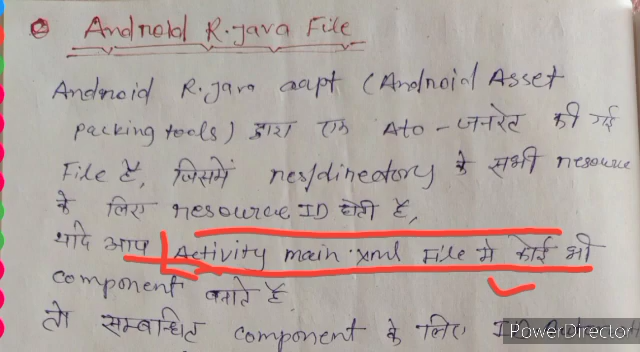 Android R.java File
Android R.java aapt (Android Asset
Packing tools) द्वारा एक Ato-जनरेट की गई
File है, जिसमें res/directory के सभी resource
के लिए resource ID होती है,
यदि आप Activity main.xml File मे कोई भी
component बनाते है,
तो सम्बन्धित component के लिए
PowerDirector